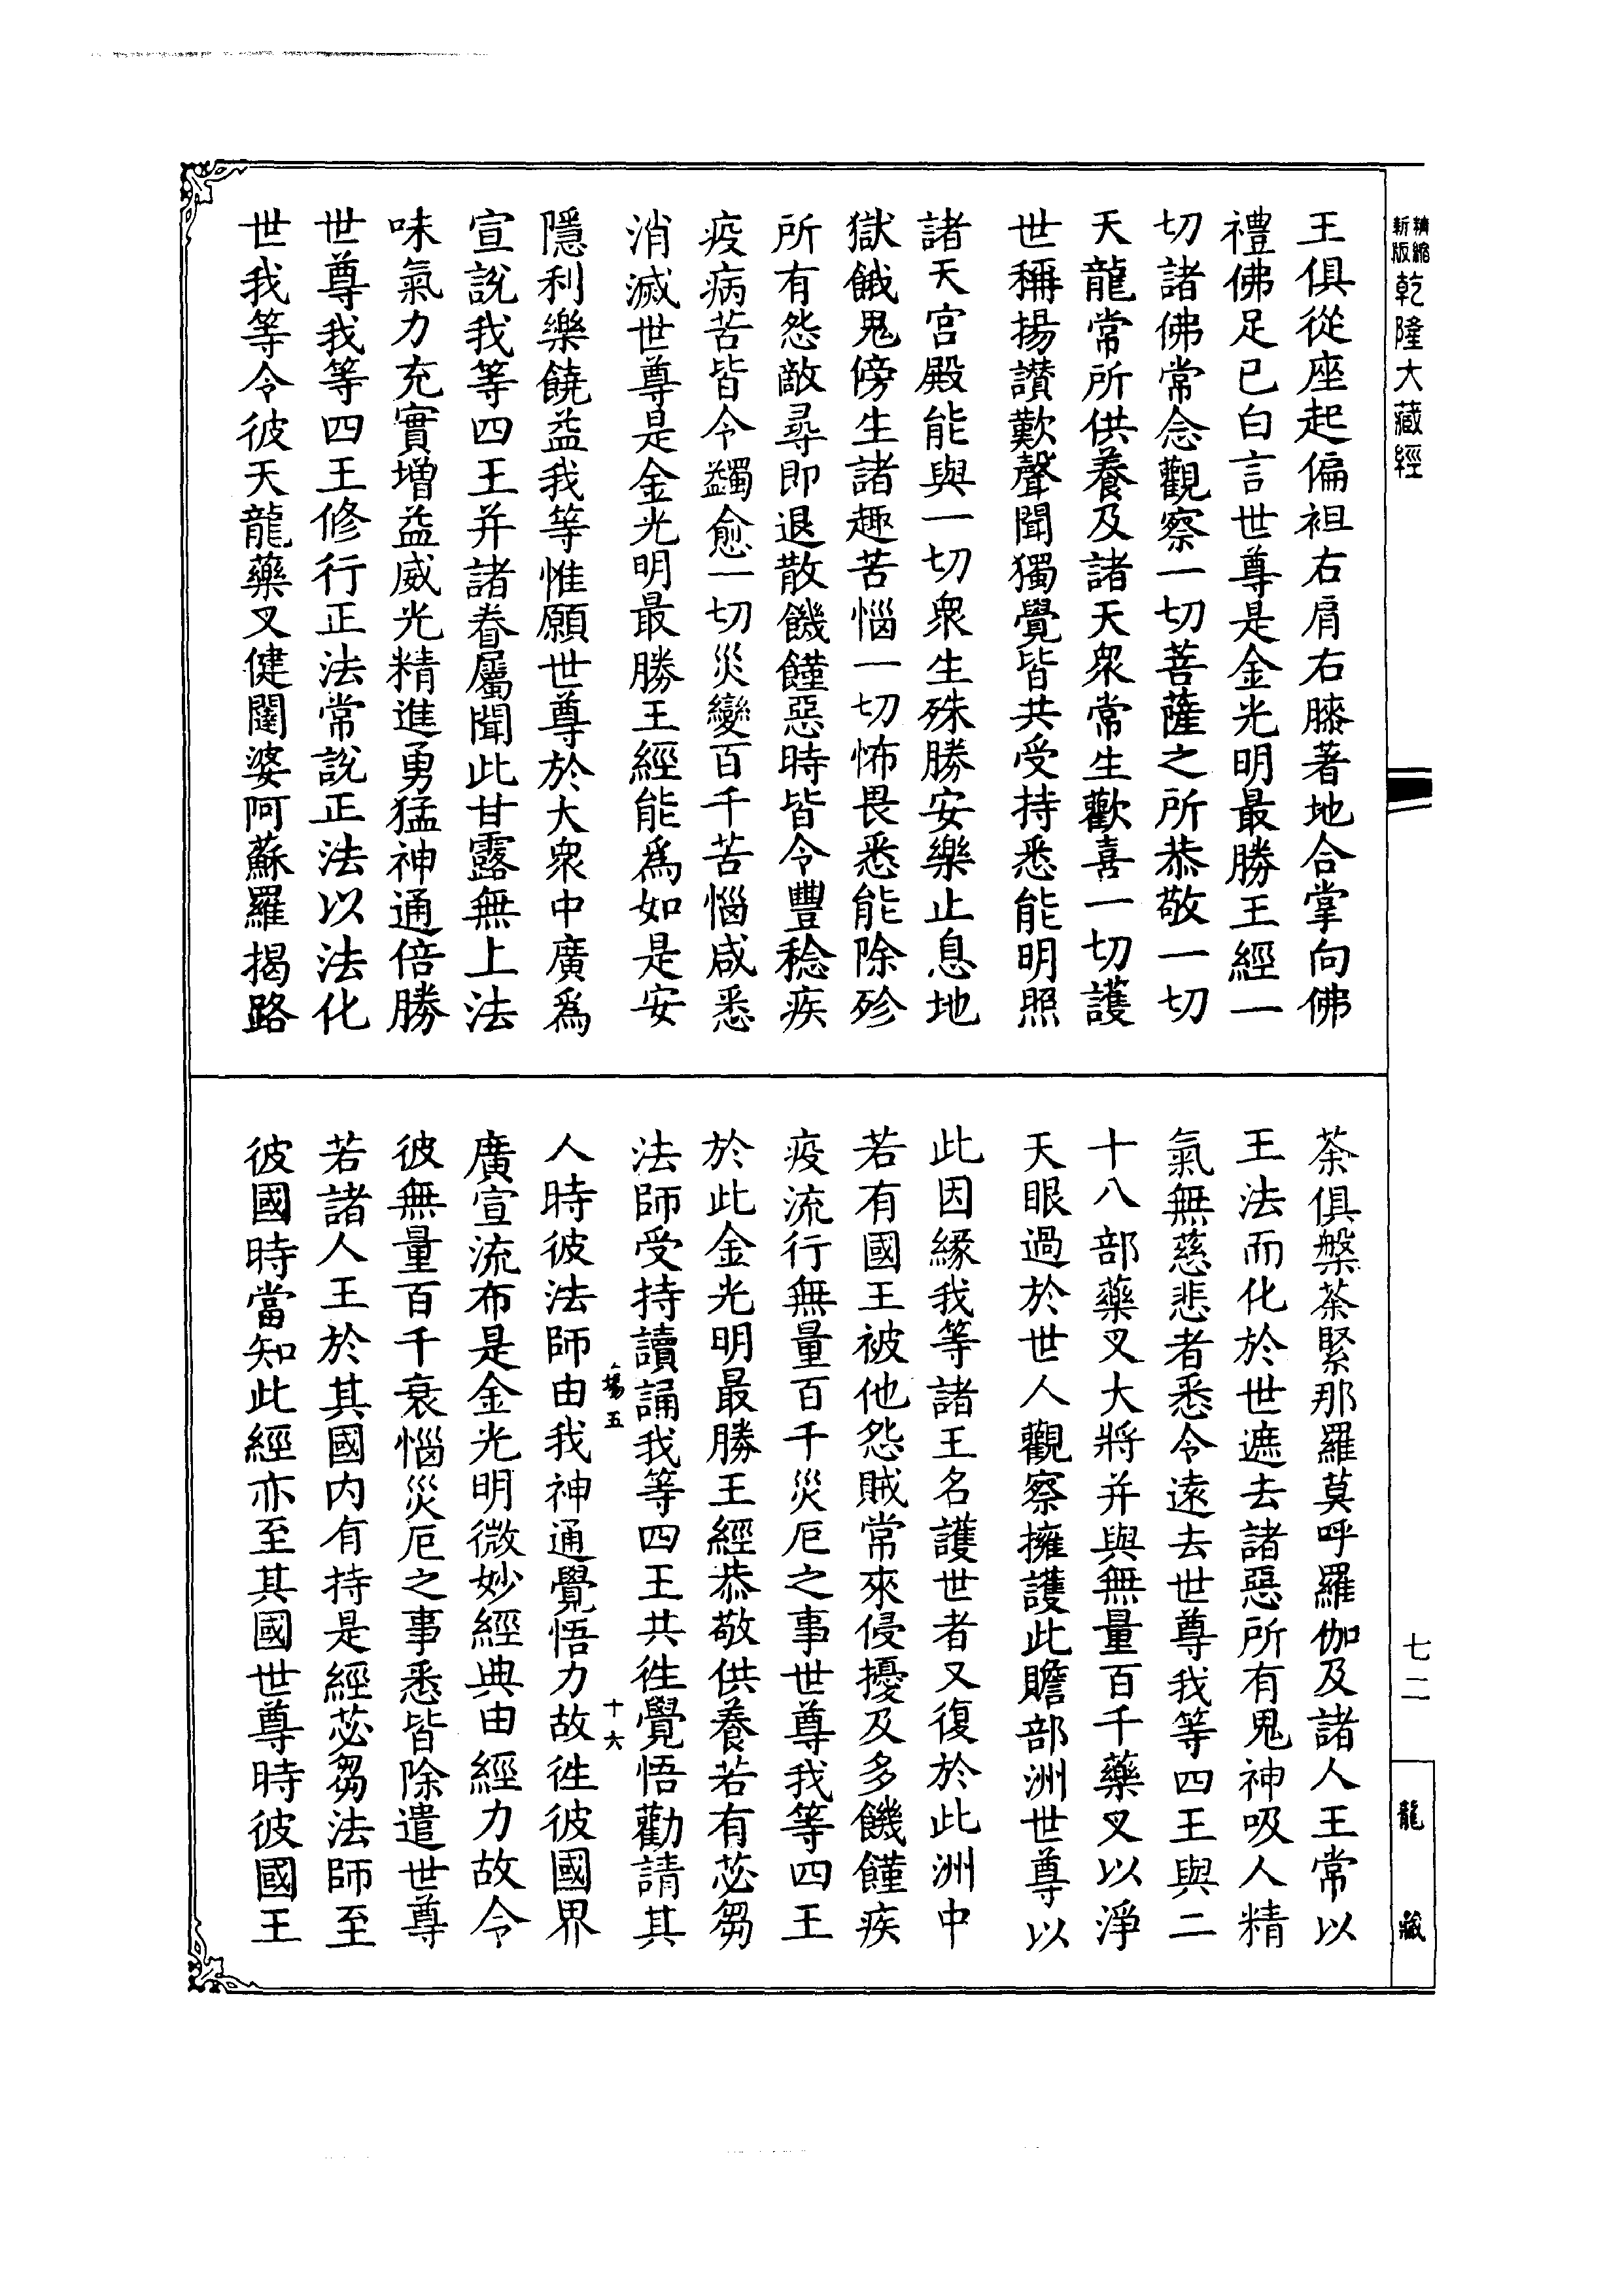 精縮新版乾隆大藏經
王俱從座起偏袒右肩右膝著地合掌向佛
禮佛足已白言世尊是金光明最勝王經一
切諸佛常念觀察一切菩薩之所恭敬一切
天龍常所供養及諸天衆常生歡喜一切護
世稱揚讚歎聲聞獨覺皆共受持悉能明照
諸天宮殿能與一切衆生殊勝安樂止息地
獄餓鬼傍生諸趣苦惱一切怖畏悉能除殄
所有怨敵尋即退散饑饉惡時皆令豐稔疾
疫病苦皆令蠲愈一切災變百千苦惱咸悉
消滅世尊是金光明最勝王經能爲如是安
隱利樂饒益我等惟願世尊於大衆中廣爲
宣說我等四王并諸眷屬聞此甘露無上法
味氣力充實增益威光精進勇猛神通倍勝
世尊我等四王修行正法常說正法以法化
世我等令彼天龍藥叉健闥婆阿蘇羅揭路
荼俱槃荼緊那羅莫呼羅伽及諸人王常以
王法而化於世遮去諸惡所有鬼神吸人精
氣無慈悲者悉令遠去世尊我等四王與二
十八部藥叉大將并與無量百千藥叉以淨
天眼過於世人觀察擁護此贍部洲世尊以
此因緣我等諸王名護世者又復於此洲中
若有國王被他怨賊常來侵擾及多饑饉疾
疫流行無量百千災厄之事世尊我等四王
於此金光明最勝王經恭敬供養若有苾芻
法師受持讀誦我等四王共徃覺悟勸請其
場五 十六
人時彼法師由我神通覺悟力故徃彼國界
廣宣流布是金光明微妙經典由經力故令
彼無量百千衰惱災厄之事悉皆除遣世尊
若諸人王於其國内有持是經苾芻法師至
彼國時當知此經亦至其國世尊時彼國王
七二
龍藏